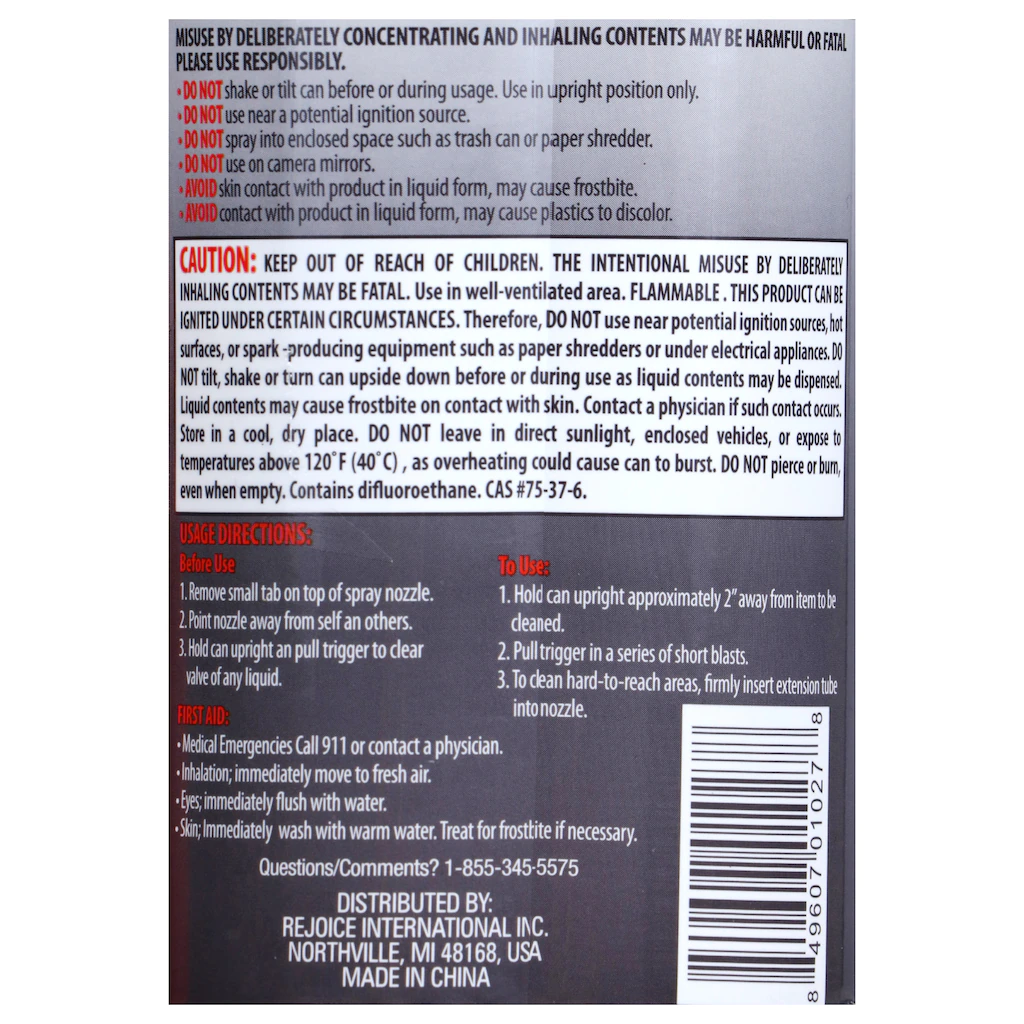 MISUSE BY DELIBERATELY CONCENTRATING AND INHALING CONTENTS MAY BE HARMFUL OR FATAL
PLEASE USE RESPONSIBLY.
• DO NOT shake or tilt can before or during usage. Use in upright position only.
• DO NOT use near a potential ignition source.
• DO NOT spray into enclosed space such as trash can or paper shredder.
• DO NOT use on camera mirrors.
• AVOID skin contact with product in liquid form, may cause frostbite.
• AVOID contact with product in liquid form, may cause plastics to discolor.
CAUTION: KEEP OUT OF REACH OF CHILDREN. THE INTENTIONAL MISUSE BY DELIBERATELY
INHALING CONTENTS MAY BE FATAL. Use in well-ventilated area. FLAMMABLE . THIS PRODUCT CAN BE
IGNITED UNDER CERTAIN CIRCUMSTANCES. Therefore, DO NOT use near potential ignition sources, hot
surfaces, or spark -producing equipment such as paper shredders or under electrical appliances. DO
NOT tilt, shake or turn can upside down before or during use as liquid contents may be dispensed.
Liquid contents may cause frostbite on contact with skin. Contact a physician if such contact occurs.
Store in a cool, dry place. DO NOT leave in direct sunlight, enclosed vehicles, or expose to
temperatures above 120˚F (40˚C) , as overheating could cause can to burst. DO NOT pierce or burn,
even when empty. Contains difluoroethane. CAS #75-37-6.
USAGE DIRECTIONS:
Before Use
1. Remove small tab on top of spray nozzle.
2. Point nozzle away from self an others.
3. Hold can upright an pull trigger to clear
valve of any liquid.
To Use:
1. Hold can upright approximately 2" away from item to be
cleaned.
2. Pull trigger in a series of short blasts.
3. To clean hard-to-reach areas, firmly insert extension tube
into nozzle.
FIRST AID:
• Medical Emergencies Call 911 or contact a physician.
• Inhalation; immediately move to fresh air.
• Eyes; immediately flush with water.
• Skin; Immediately wash with warm water. Treat for frostbite if necessary.
Questions/Comments? 1-855-345-5575
DISTRIBUTED BY:
REJOICE INTERNATIONAL INC.
NORTHVILLE, MI 48168, USA
MADE IN CHINA
8 49607 01027 8